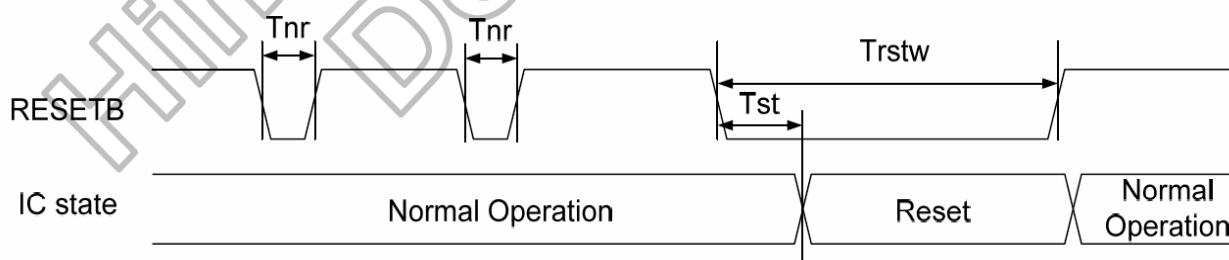 Tnr
Tnr
Trstw
RESETB
Tst
IC state
Normal Operation
Reset
Normal
Operation